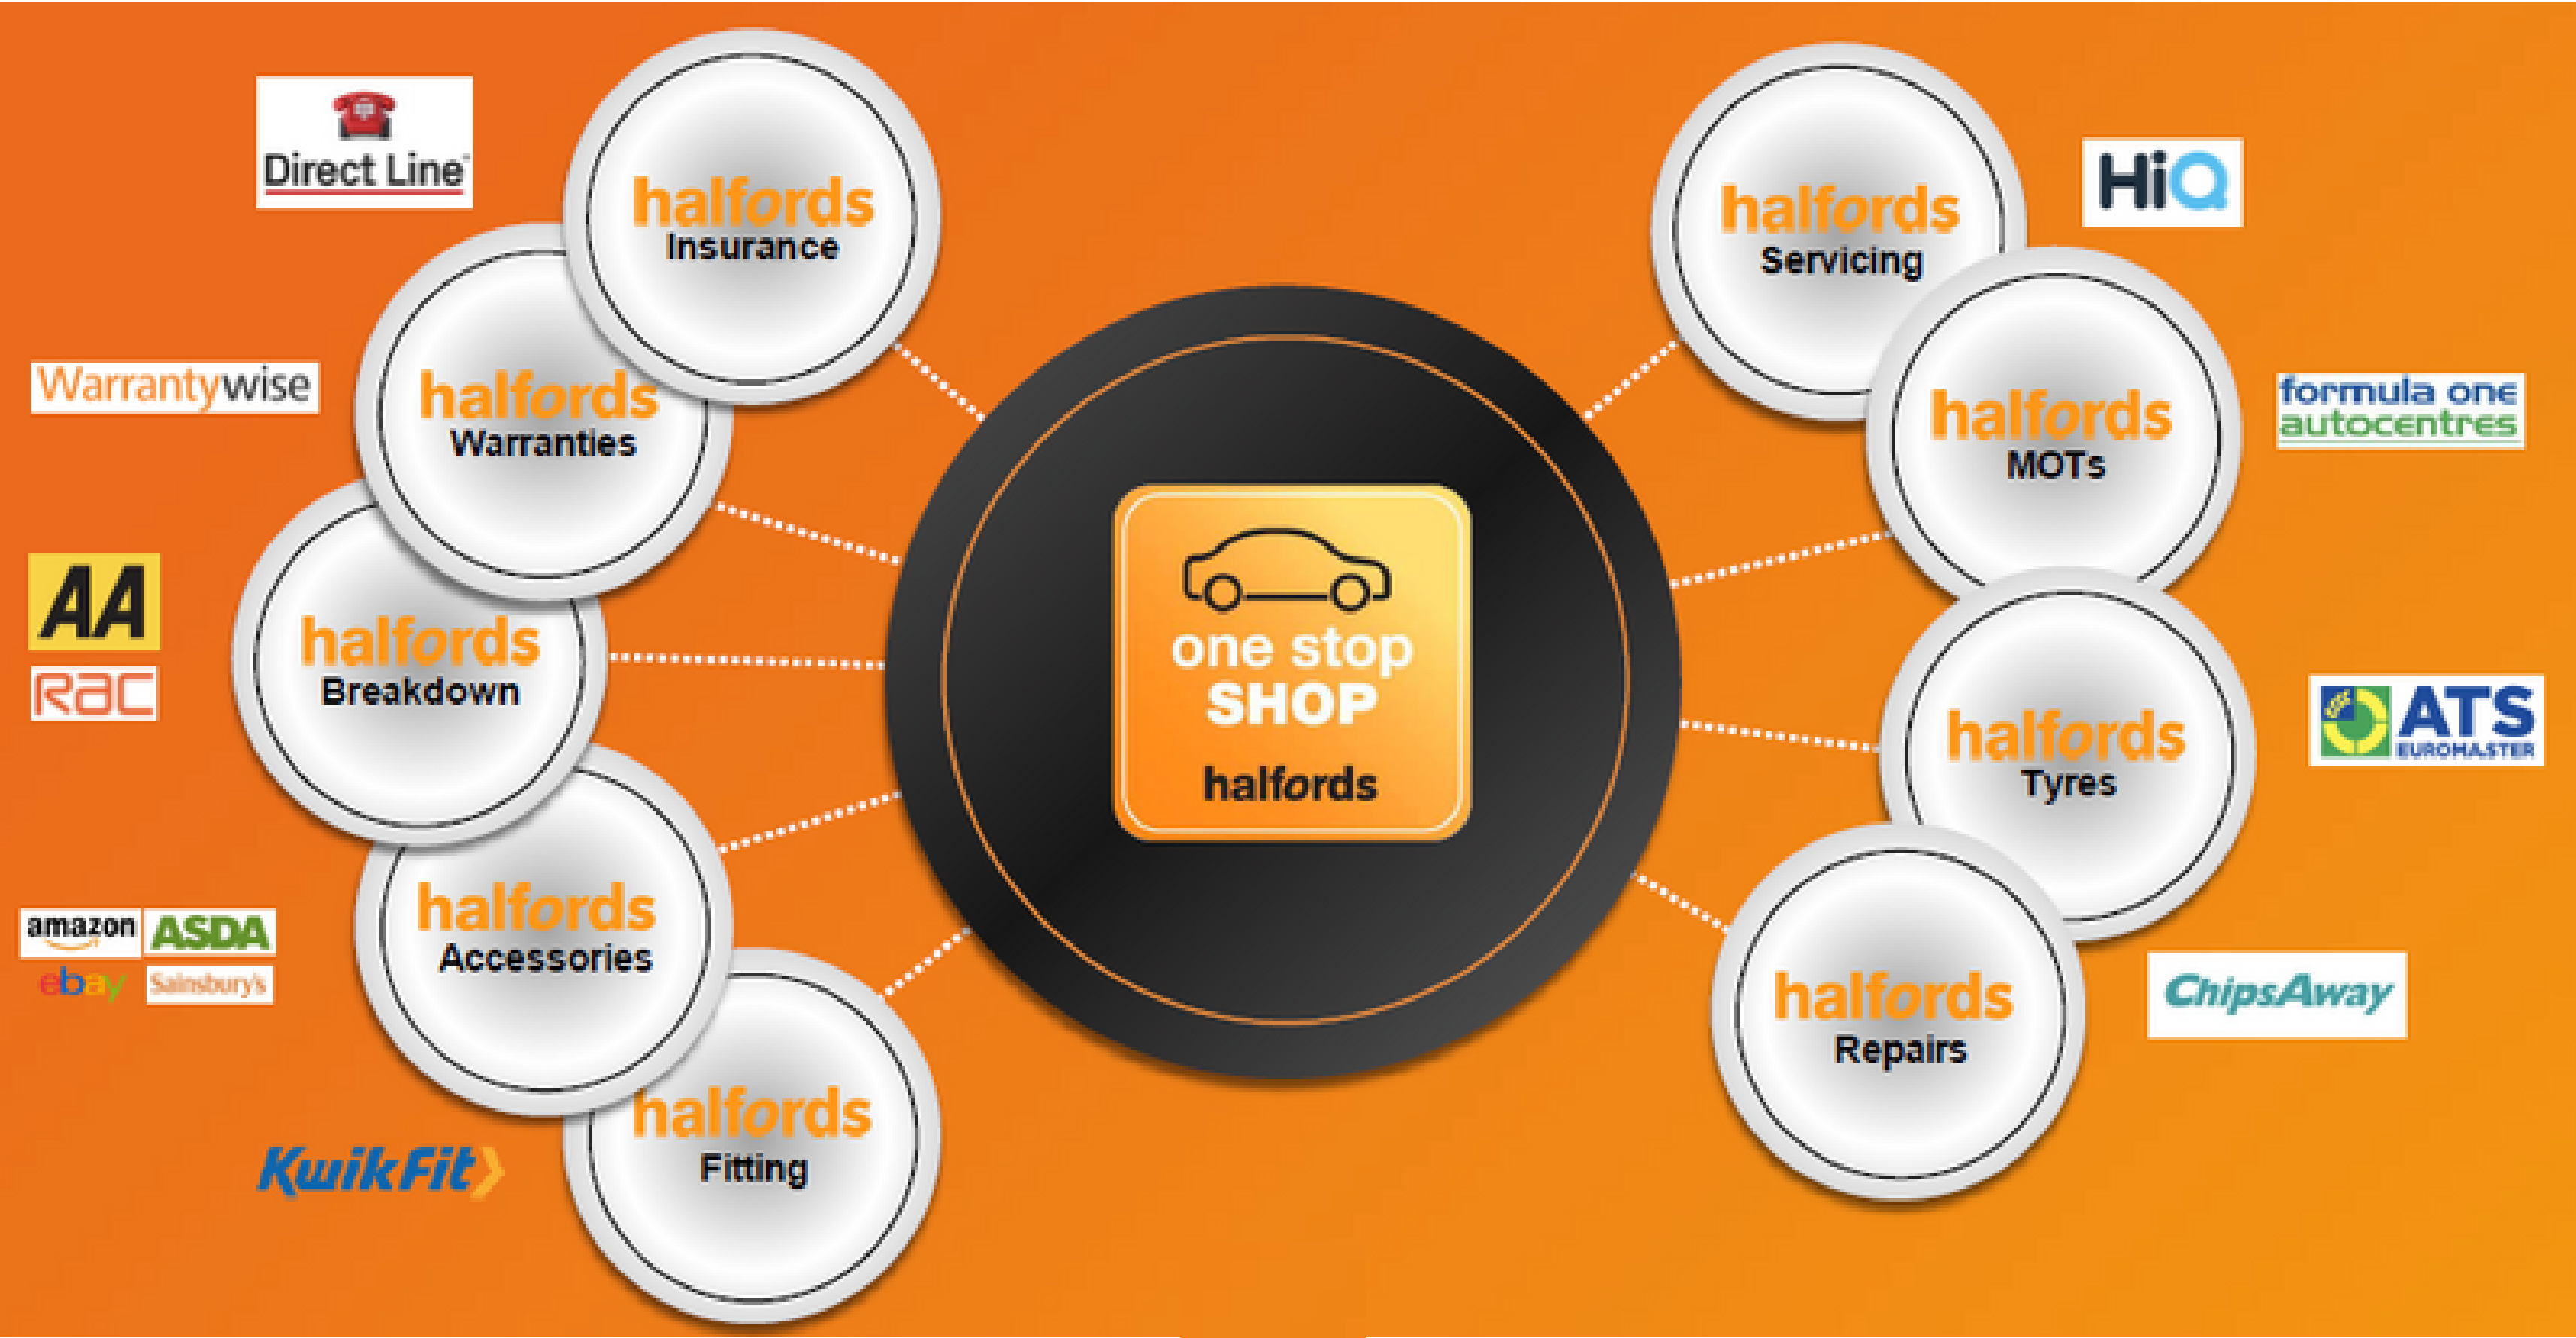 Direct Line
halfords
Insurance
Warrantywise
halfords
Warranties
AA
RAC
halfords
Breakdown
amazon ASDA
ebay Sainsbury's
halfords
Accessories
KwikFit
halfords
Fitting
one stop
SHOP
halfords
halfords
Servicing
HiQ
halfords
MOTs
formula one
autocentres
halfords
Tyres
ATS
EUROMASTER
halfords
Repairs
ChipsAway